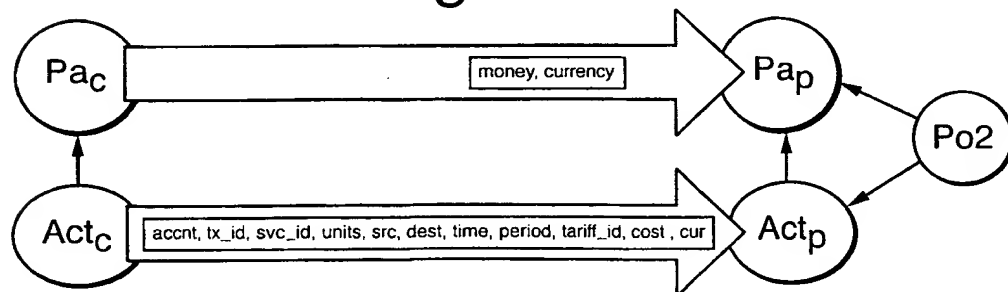 Pac
money, currency
Pap
Po2
Actc
accnt, tx_id, svc_id, units, src, dest, time, period, tariff_id, cost , cur
Actp